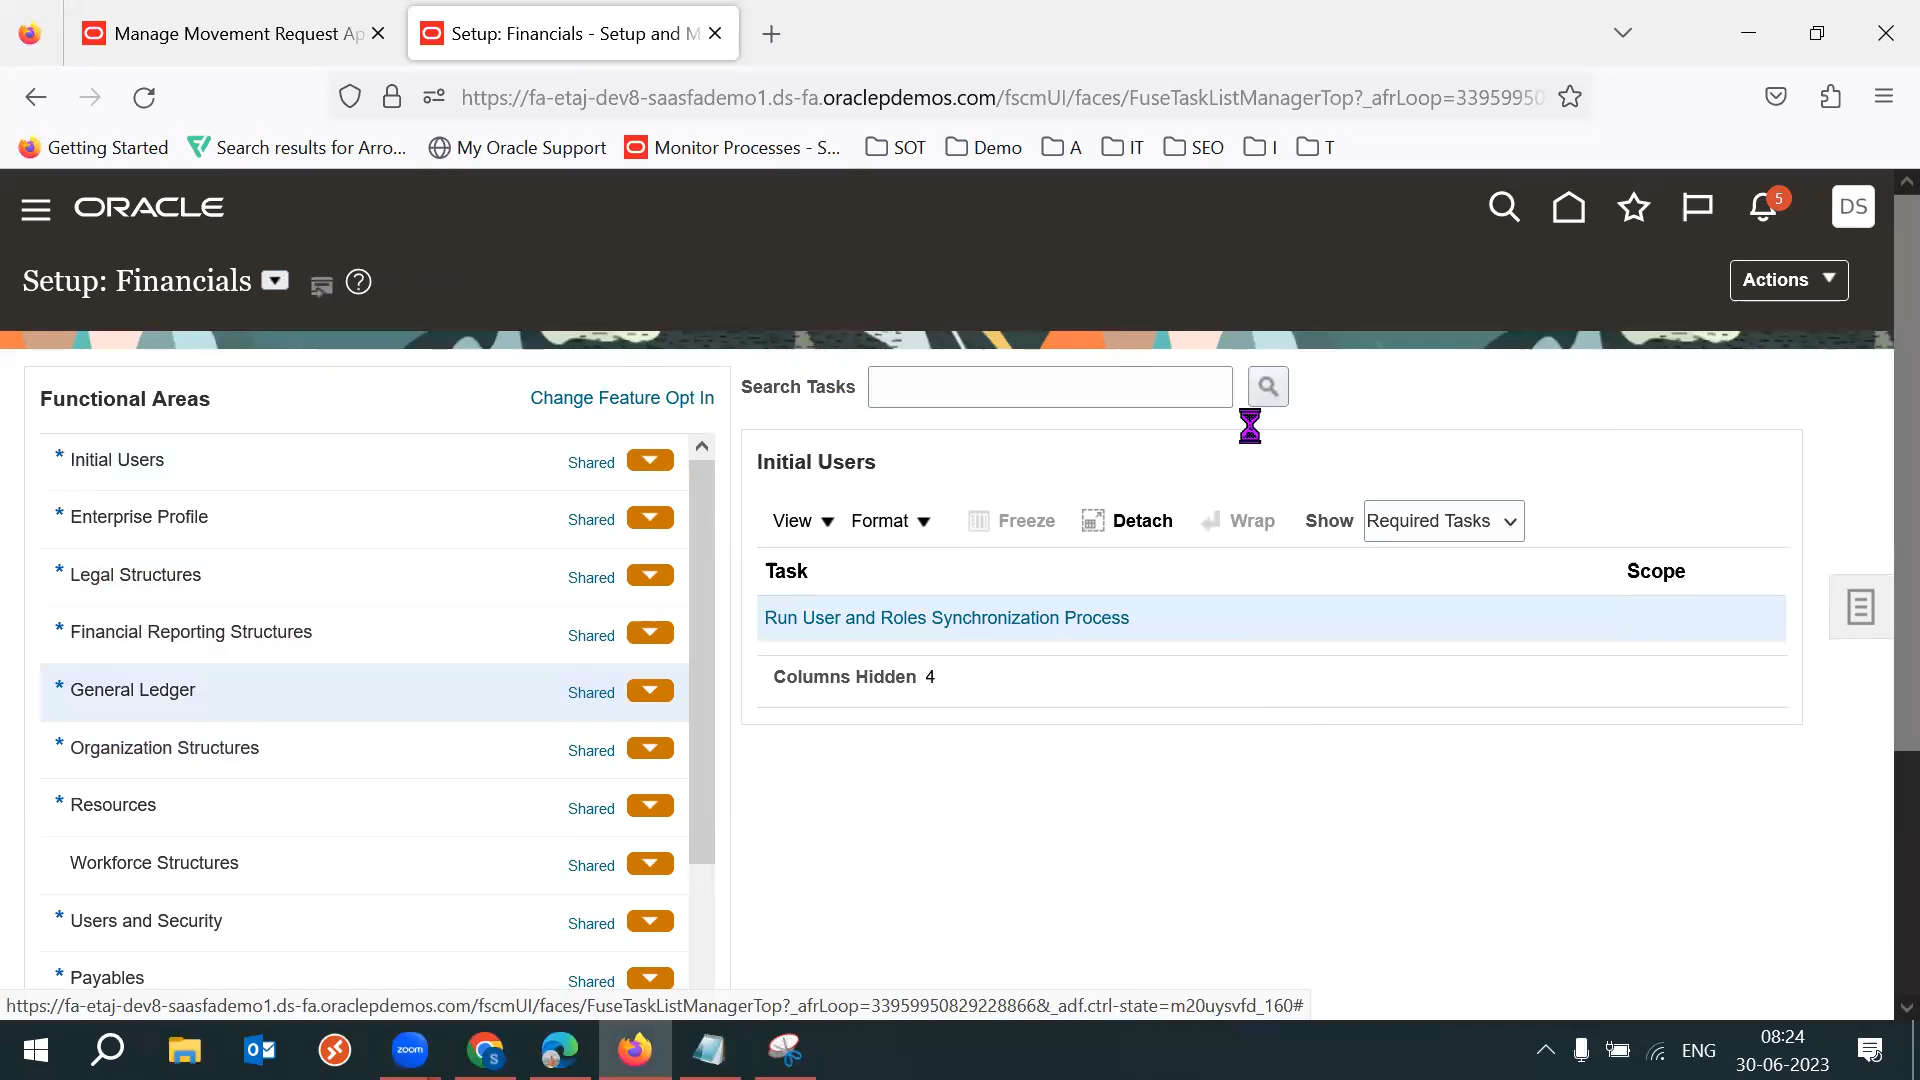 Manage Movement Request Ap
Setup: Financials - Setup and M
https://fa-etaj-dev8-saasfademo1.ds-fa.oraclepdemos.com/fscmUI/faces/FuseTaskListManagerTop?_afrLoop=33959950
Getting Started
Search results for Arro...
My Oracle Support
Monitor Processes - S...
SOT
Demo
A
IT
SEO
I
T
ORACLE
5
DS
Setup: Financials
?
Actions
Functional Areas
Change Feature Opt In
Search Tasks
* Initial Users Shared
* Enterprise Profile Shared
* Legal Structures Shared
* Financial Reporting Structures Shared
* General Ledger Shared
* Organization Structures Shared
* Resources Shared
Workforce Structures Shared
* Users and Security Shared
* Payables Shared
Initial Users
View Format Freeze Detach Wrap Show Required Tasks
Task Scope
Run User and Roles Synchronization Process
Columns Hidden 4
https://fa-etaj-dev8-saasfademo1.ds-fa.oraclepdemos.com/fscmUI/faces/FuseTaskListManagerTop?_afrLoop=33959950829228866&_adf.ctrl-state=m20uysvfd_160#
zoom
S
ENG
08:24
30-06-2023